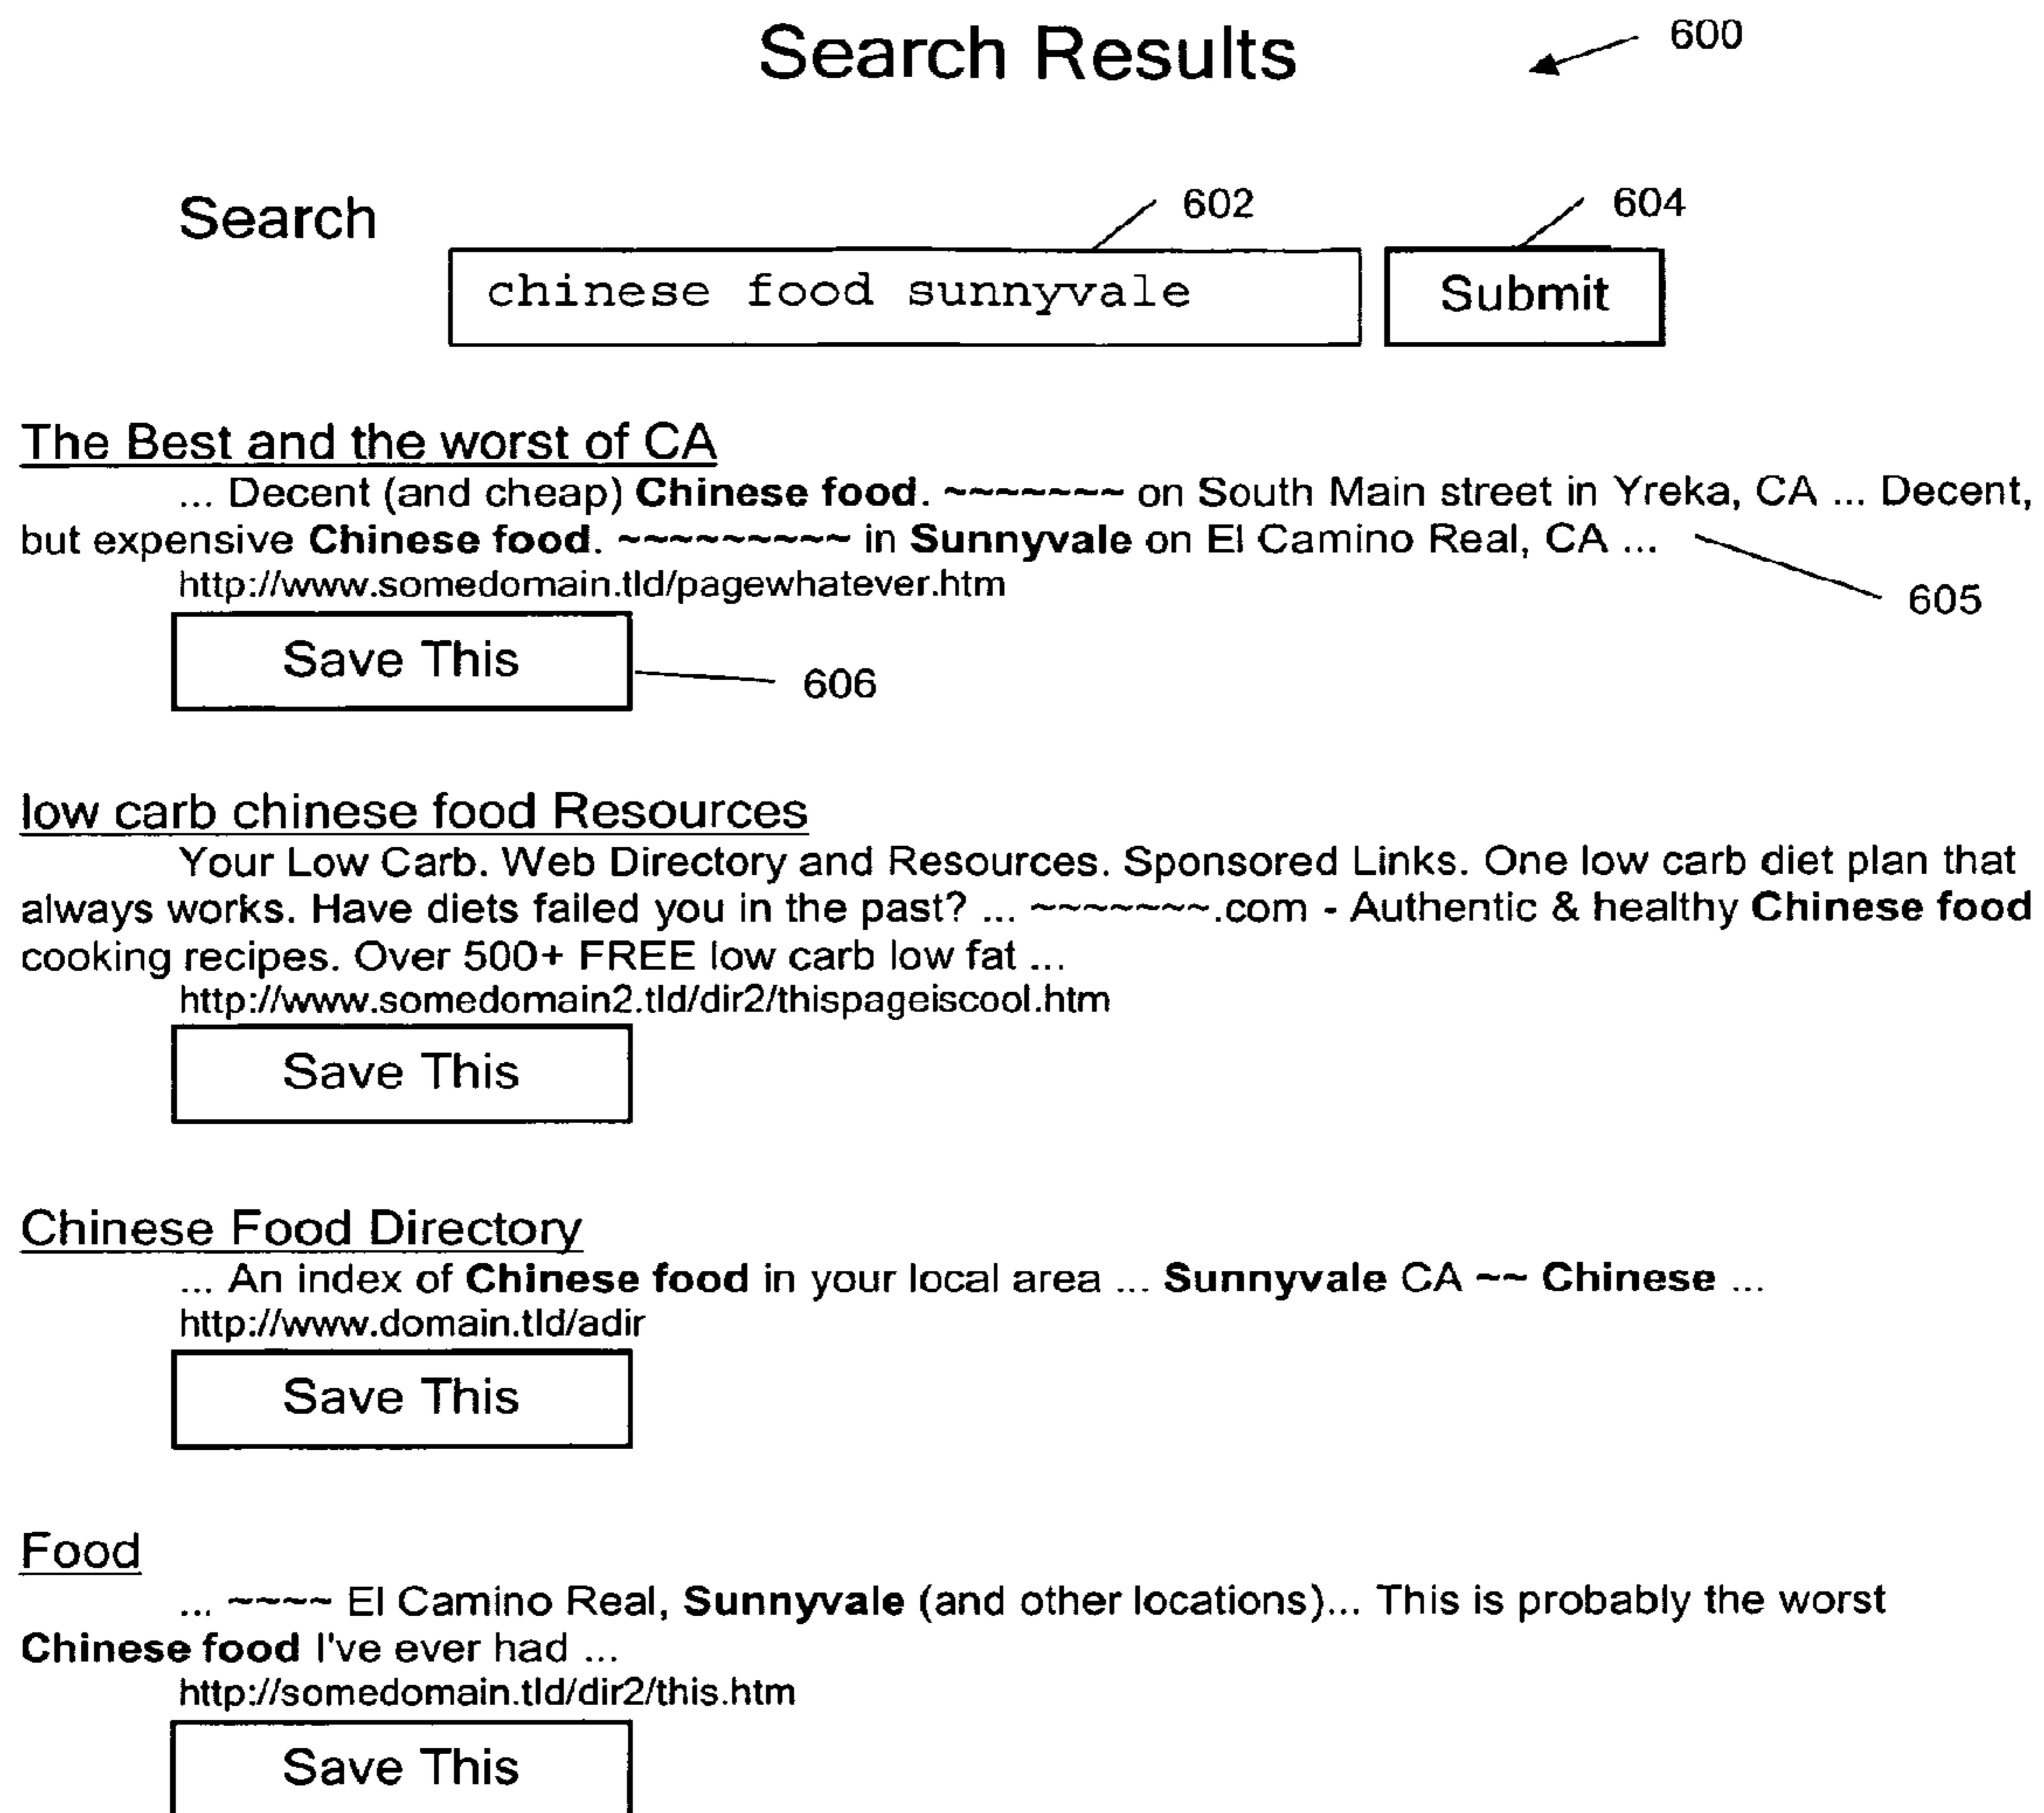 Search Results
600
Search
602
604
chinese food sunnyvale
Submit
The Best and the worst of CA
... Decent (and cheap) Chinese food. ~~~~~~~ on South Main street in Yreka, CA ... Decent,
but expensive Chinese food. ~~~~~~~~~ in Sunnyvale on El Camino Real, CA ...
http://www.somedomain.tld/pagewhatever.htm
605
Save This
606
low carb chinese food Resources
Your Low Carb. Web Directory and Resources. Sponsored Links. One low carb diet plan that
always works. Have diets failed you in the past? ... ~~~~~~~.com - Authentic & healthy Chinese food
cooking recipes. Over 500+ FREE low carb low fat ...
http://www.somedomain2.tld/dir2/thispageiscool.htm
Save This
Chinese Food Directory
... An index of Chinese food in your local area ... Sunnyvale CA ~~ Chinese ...
http://www.domain.tld/adir
Save This
Food
... ~~~~ El Camino Real, Sunnyvale (and other locations)... This is probably the worst
Chinese food I've ever had ...
http://somedomain.tld/dir2/this.htm
Save This